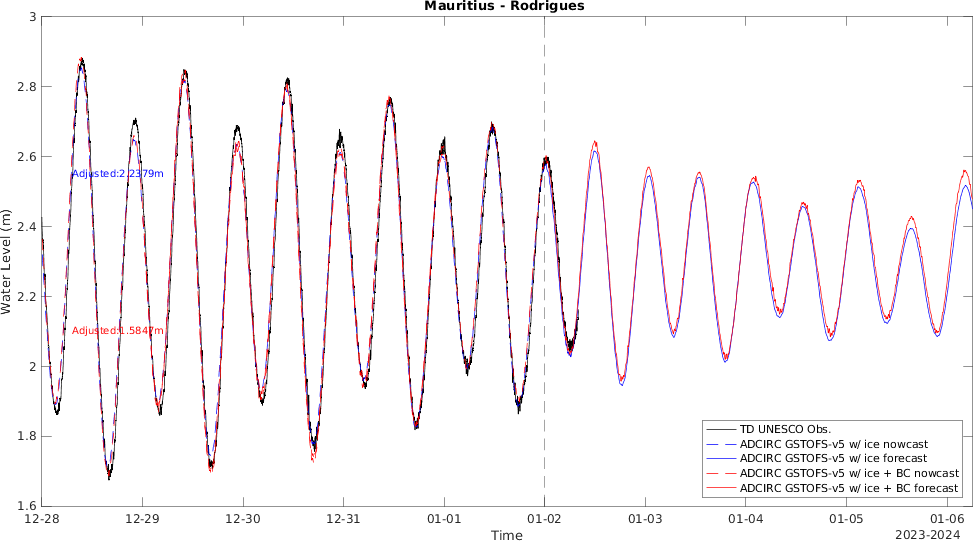 Mauritius - Rodrigues
Water Level (m)
3
2.8
2.6
2.4
2.2
2
1.8
1.6
Adjusted:2.2379m
Adjusted:1.5847m
TD UNESCO Obs.
ADCIRC GSTOFS-v5 w/ ice nowcast
ADCIRC GSTOFS-v5 w/ ice forecast
ADCIRC GSTOFS-v5 w/ ice + BC nowcast
ADCIRC GSTOFS-v5 w/ ice + BC forecast
12-28 12-29 12-30 12-31 01-01 01-02 01-03 01-04 01-05 01-06
Time
2023-2024